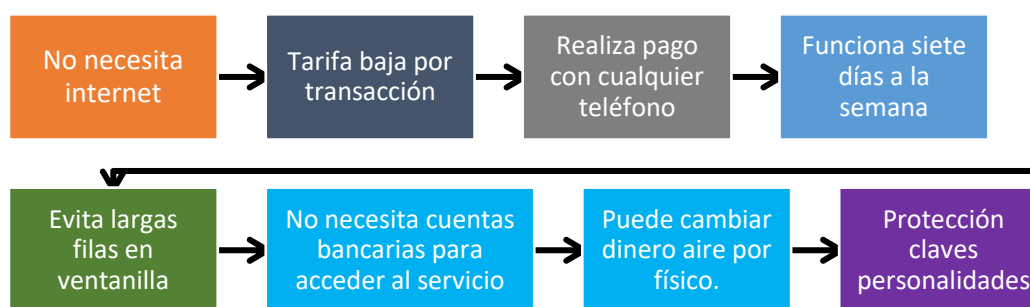 No necesita
internet
Tarifa baja por
transacción
Realiza pago
con cualquier
teléfono
Funciona siete
días a la
semana
Evita largas
filas en
ventanilla
No necesita cuentas
bancarias para
acceder al servicio
Puede cambiar
dinero aire por
físico.
Protección
claves
personalidades